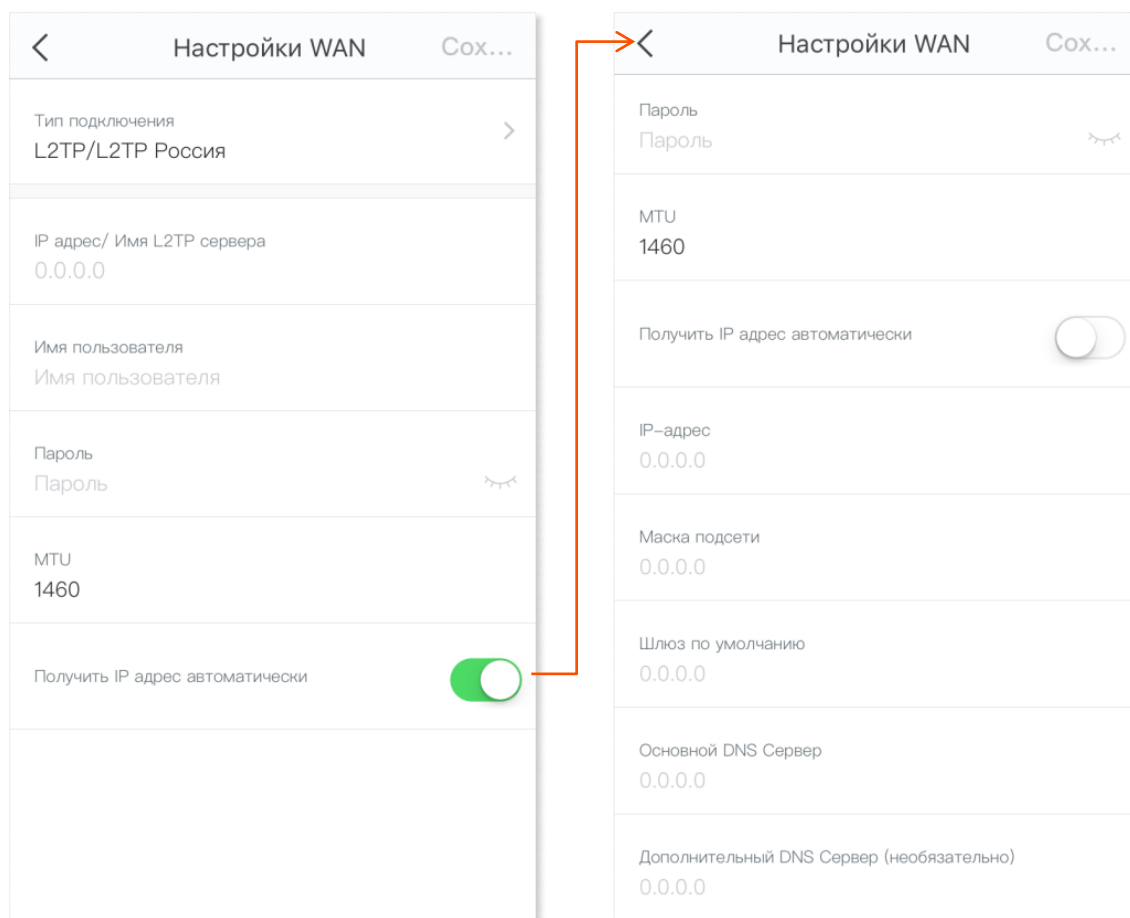 Настройки WAN
Сох...
Тип подключения
L2TP/L2TP Россия
IP адрес/ Имя L2TP сервера
0.0.0.0
Имя пользователя
Имя пользователя
Пароль
Пароль
MTU
1460
Получить IP адрес автоматически
Настройки WAN
Сох...
Пароль
Пароль
MTU
1460
Получить IP адрес автоматически
IP-адрес
0.0.0.0
Маска подсети
0.0.0.0
Шлюз по умолчанию
0.0.0.0
Основной DNS Сервер
0.0.0.0
Дополнительный DNS Сервер (необязательно)
0.0.0.0